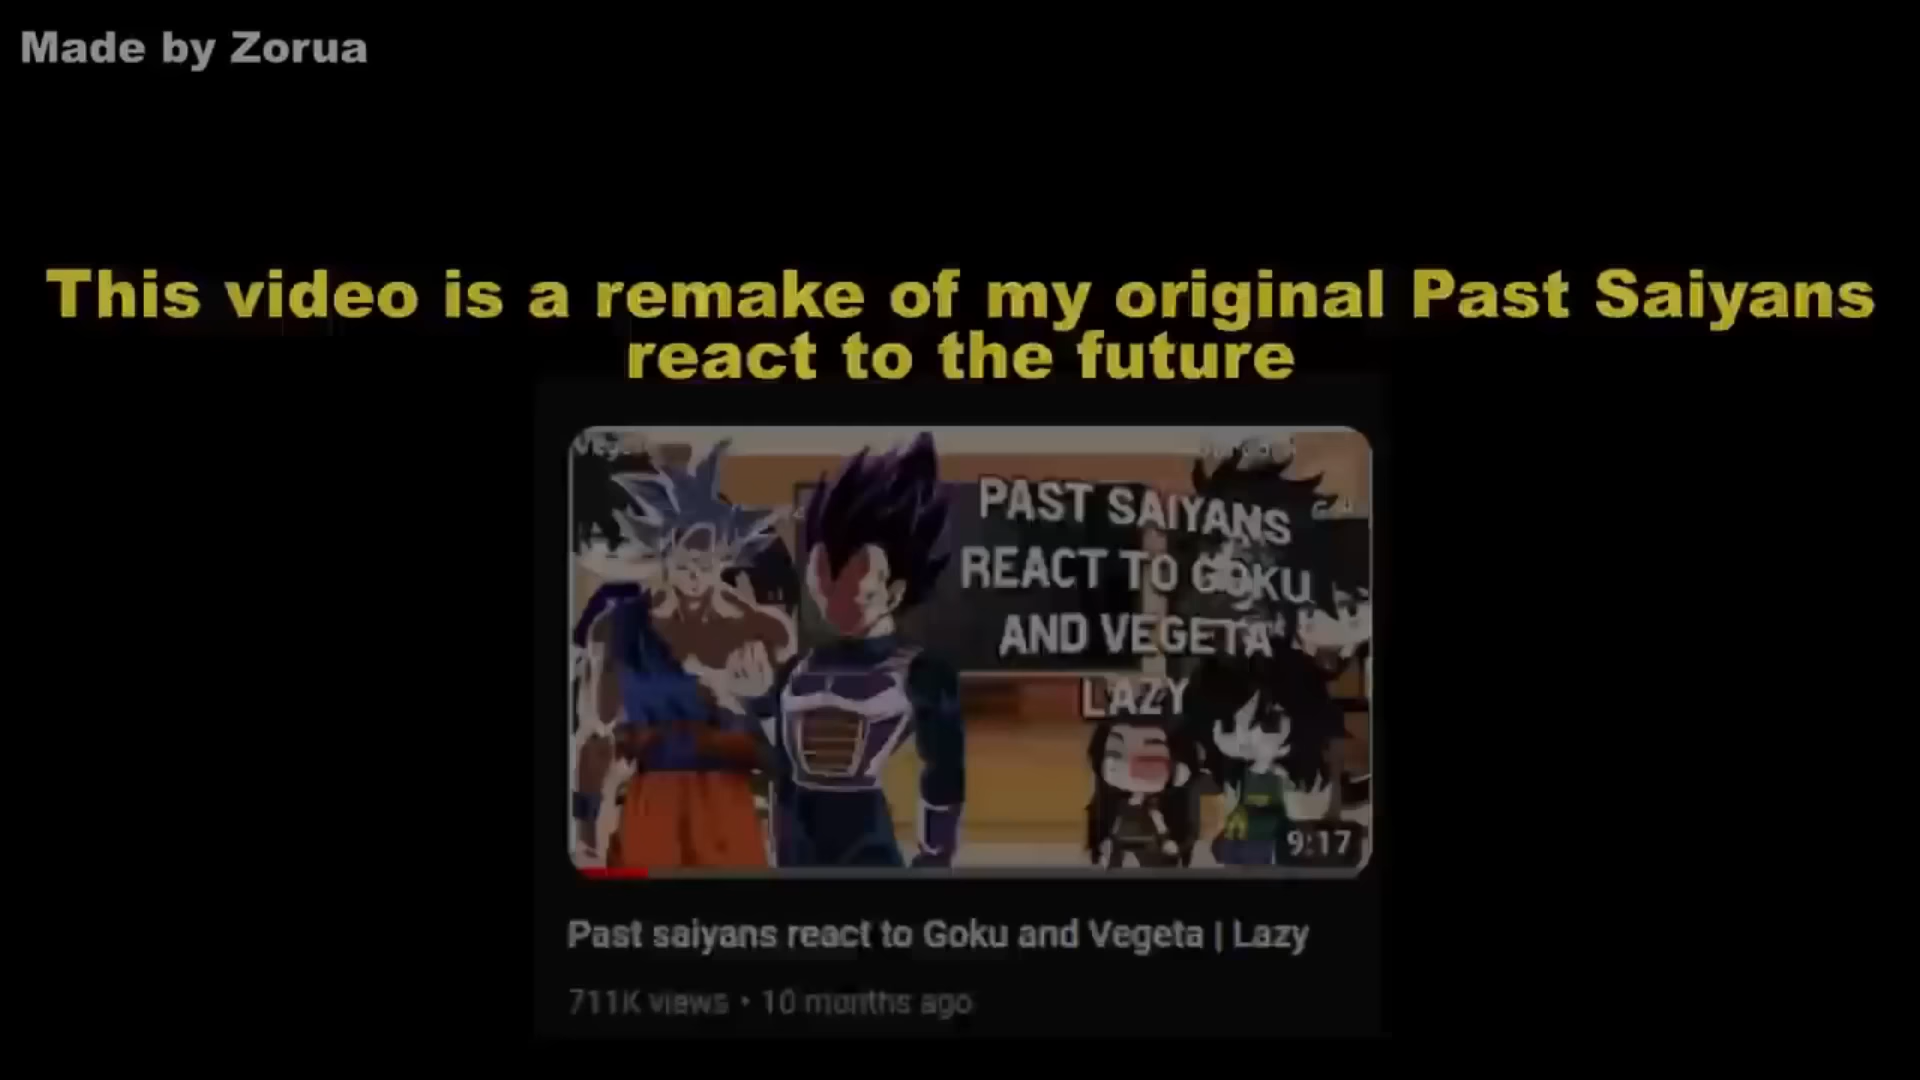 Made by Zorua
This video is a remake of my original Past Saiyans
react to the future
PAST SAIYANS
REACT TO GOKU
AND VEGETA
LAZY
9:17
Past saiyans react to Goku and Vegeta | Lazy
711K views • 10 months ago